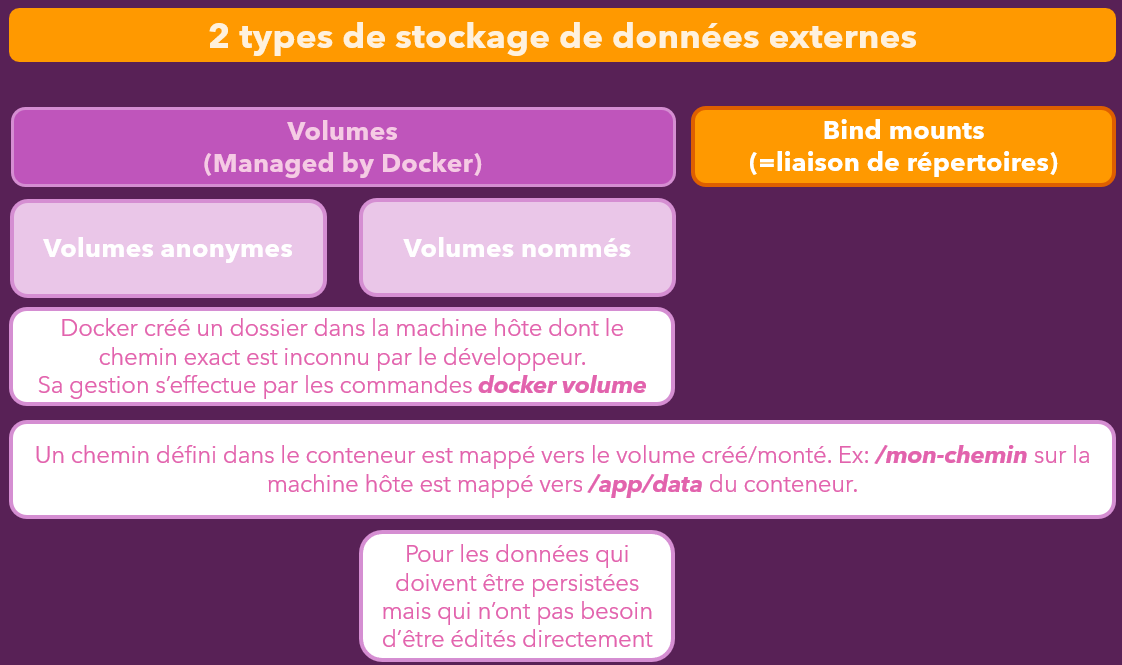 2 types de stockage de données externes
Volumes
(Managed by Docker)
Bind mounts
(=liaison de répertoires)
Volumes anonymes
Volumes nommés
Docker créé un dossier dans la machine hôte dont le
chemin exact est inconnu par le développeur.
Sa gestion s’effectue par les commandes docker volume
Un chemin défini dans le conteneur est mappé vers le volume créé/monté. Ex: /mon-chemin sur la
machine hôte est mappé vers /app/data du conteneur.
Pour les données qui
doivent être persistées
mais qui n’ont pas besoin
d’être édités directement